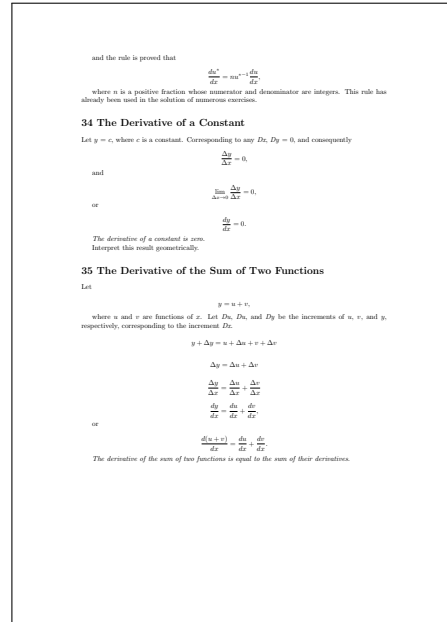 and the rule is proved that
du^n/dx = nu^{n-1} du/dx,
where n is a positive fraction whose numerator and denominator are integers. This rule has
already been used in the solution of numerous exercises.
34 The Derivative of a Constant
Let y = c, where c is a constant. Corresponding to any Dx, Dy = 0, and consequently
Δy/Δx = 0,
and
lim_{Δx→0} Δy/Δx = 0,
or
dy/dx = 0.
The derivative of a constant is zero.
Interpret this result geometrically.
35 The Derivative of the Sum of Two Functions
Let
y = u + v,
where u and v are functions of x. Let Du, Du, and Dy be the increments of u, v, and y,
respectively, corresponding to the increment Dx.
y + Δy = u + Δu + v + Δv
Δy = Δu + Δv
Δy/Δx = Δu/Δx + Δv/Δx
dy/dx = du/dx + dv/dx,
or
d(u + v)/dx = du/dx + dv/dx.
The derivative of the sum of two functions is equal to the sum of their derivatives.